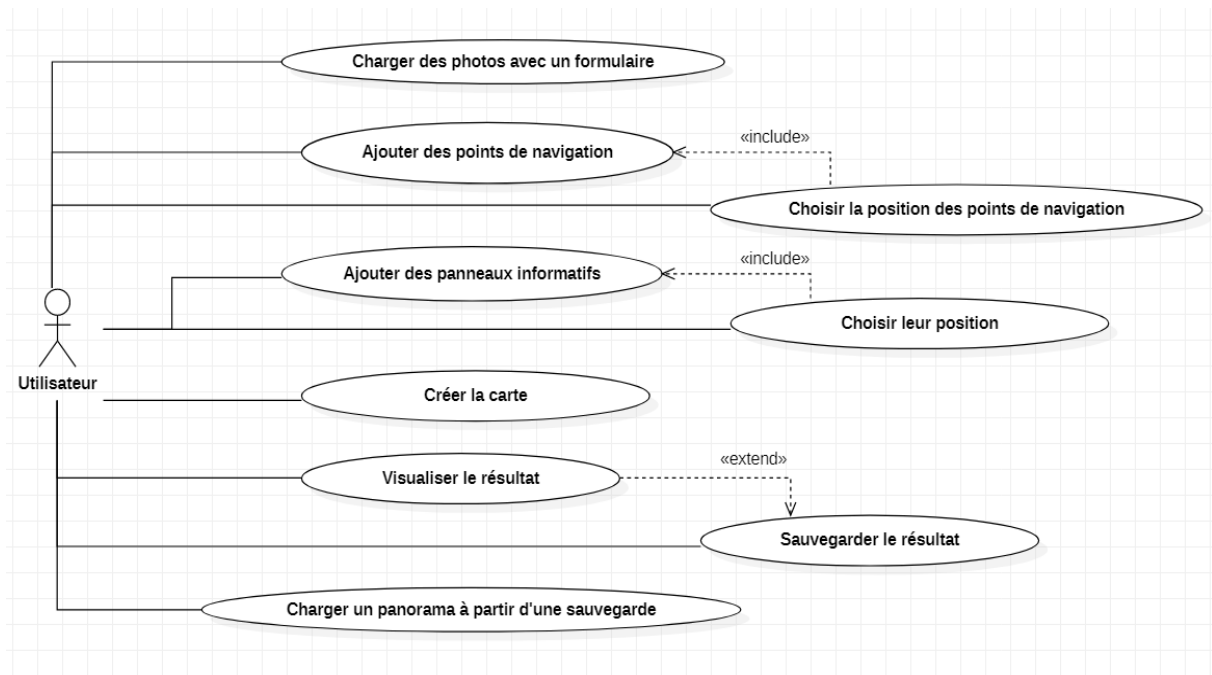 Charger des photos avec un formulaire
«include»
Ajouter des points de navigation
Choisir la position des points de navigation
«include»
Ajouter des panneaux informatifs
Choisir leur position
Utilisateur
Créer la carte
«extend»
Visualiser le résultat
Sauvegarder le résultat
Charger un panorama à partir d'une sauvegarde